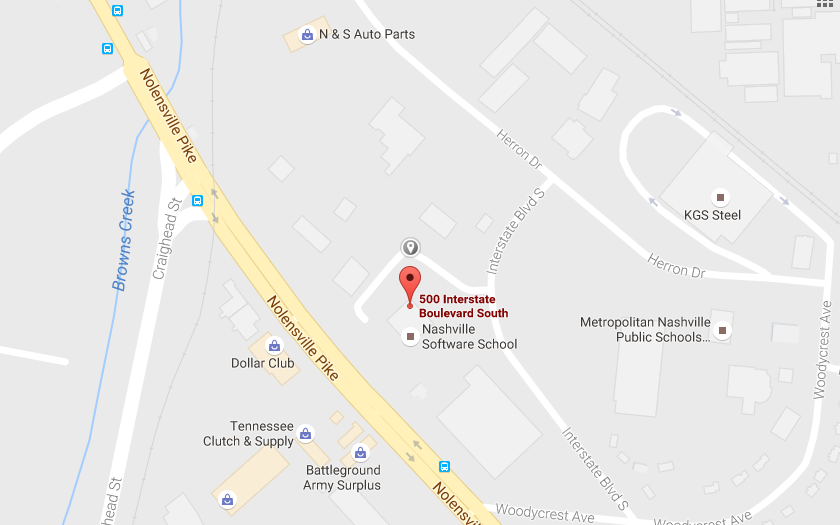 N & S Auto Parts
Nolensville Pike
Herron Dr
KGS Steel
Browns Creek
Craighead St
Interstate Blvd S
Herron Dr
500 Interstate
Boulevard South
Nashville
Software School
Metropolitan Nashville
Public Schools...
Woodycrest Ave
Nolensville Pike
Dollar Club
Tennessee
Clutch & Supply
Battleground
Army Surplus
Interstate Blvd S
head St
Nolensville
Woodycrest Ave
Woodycrest Ave